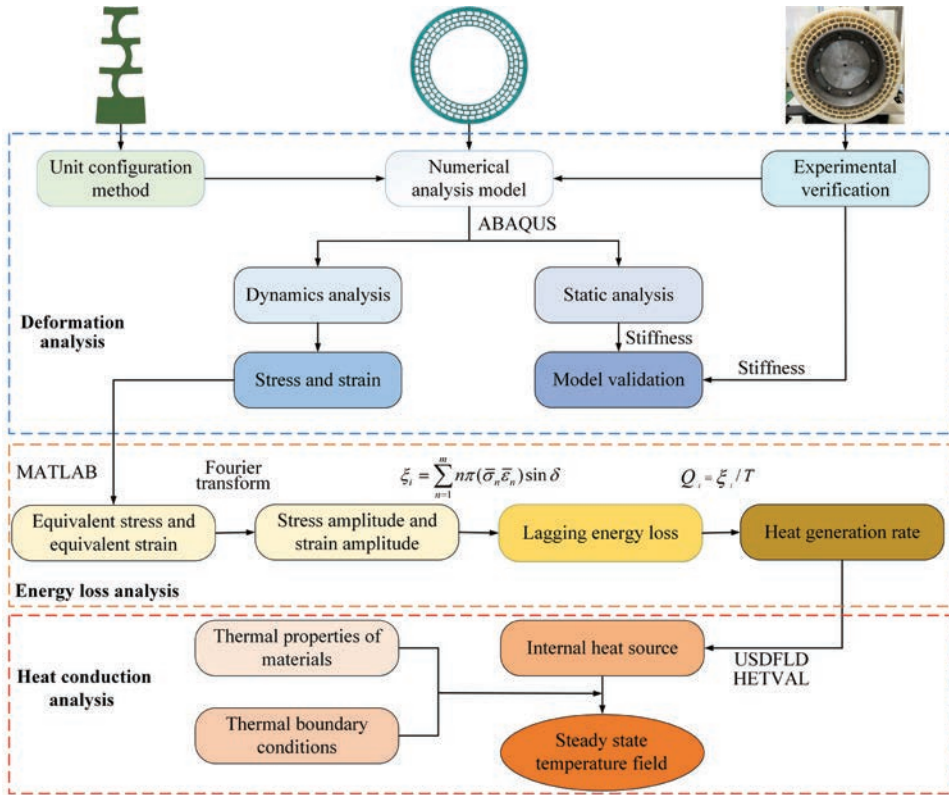 Unit configuration
method
Numerical
analysis model
Experimental
verification
ABAQUS
Dynamics analysis
Static analysis
Deformation
analysis
Stiffness
Stress and strain
Model validation
Stiffness
MATLAB
Fourier
transform
ξ_i = \sum_{n=1}^{m} nπ(\bar{σ}_n \bar{ε}_n) sin δ
Q_i = ξ_i / T
Equivalent stress and
equivalent strain
Stress amplitude and
strain amplitude
Lagging energy loss
Heat generation rate
Energy loss analysis
Thermal properties of
materials
Internal heat source
USDFLD
HETVAL
Heat conduction
analysis
Thermal boundary
conditions
Steady state
temperature field